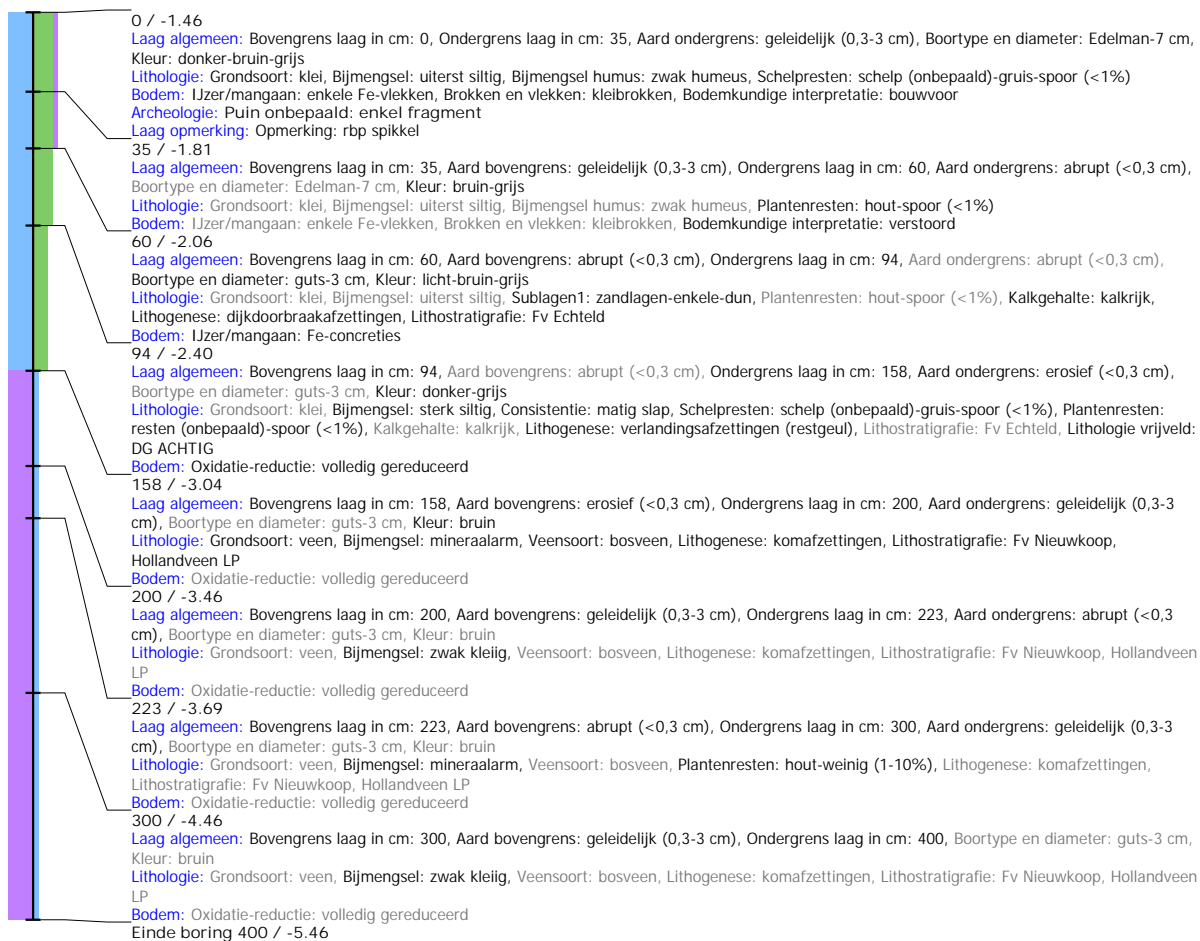 0 / -1.46
Laag algemeen: Bovengrens laag in cm: 0, Ondergrens laag in cm: 35, Aard ondergrens: geleidelijk (0,3-3 cm), Boortype en diameter: Edelman-7 cm,
Kleur: donker-bruin-grijs
Lithologie: Grondsoort: klei, Bijmengsel: uiterst siltig, Bijmengsel humus: zwak humeus, Schelpresten: schelp (onbepaald)-gruis-spoor (<1%)
Bodem: IJzer/mangaan: enkele Fe-vlekken, Brokken en vlekken: kleibrokken, Bodemkundige interpretatie: bouwvoor
Archeologie: Puin onbepaald: enkel fragment
Laag opmerking: Opmerking: rbp spikkel
35 / -1.81
Laag algemeen: Bovengrens laag in cm: 35, Aard bovengrens: geleidelijk (0,3-3 cm), Ondergrens laag in cm: 60, Aard ondergrens: abrupt (<0,3 cm),
Boortype en diameter: Edelman-7 cm, Kleur: bruin-grijs
Lithologie: Grondsoort: klei, Bijmengsel: uiterst siltig, Bijmengsel humus: zwak humeus, Plantenresten: hout-spoor (<1%)
Bodem: IJzer/mangaan: enkele Fe-vlekken, Brokken en vlekken: kleibrokken, Bodemkundige interpretatie: verstoord
60 / -2.06
Laag algemeen: Bovengrens laag in cm: 60, Aard bovengrens: abrupt (<0,3 cm), Ondergrens laag in cm: 94, Aard ondergrens: abrupt (<0,3 cm),
Boortype en diameter: guts-3 cm, Kleur: licht-bruin-grijs
Lithologie: Grondsoort: klei, Bijmengsel: uiterst siltig, Sublagen1: zandlagen-enkele-dun, Plantenresten: hout-spoor (<1%), Kalkgehalte: kalkrijk,
Lithogenese: dijkdoorbraakafzettingen, Lithostratigrafie: Fv Echteld
Bodem: IJzer/mangaan: Fe-concreties
94 / -2.40
Laag algemeen: Bovengrens laag in cm: 94, Aard bovengrens: abrupt (<0,3 cm), Ondergrens laag in cm: 158, Aard ondergrens: erosief (<0,3 cm),
Boortype en diameter: guts-3 cm, Kleur: donker-grijs
Lithologie: Grondsoort: klei, Bijmengsel: sterk siltig, Consistentie: matig slap, Schelpresten: schelp (onbepaald)-gruis-spoor (<1%), Plantenresten:
resten (onbepaald)-spoor (<1%), Kalkgehalte: kalkrijk, Lithogenese: verlandingsafzettingen (restgeul), Lithostratigrafie: Fv Echteld, Lithologie vrijveld:
DG ACHTIG
Bodem: Oxidatie-reductie: volledig gereduceerd
158 / -3.04
Laag algemeen: Bovengrens laag in cm: 158, Aard bovengrens: erosief (<0,3 cm), Ondergrens laag in cm: 200, Aard ondergrens: geleidelijk (0,3-3
cm), Boortype en diameter: guts-3 cm, Kleur: bruin
Lithologie: Grondsoort: veen, Bijmengsel: mineraalarm, Veensoort: bosveen, Lithogenese: komafzettingen, Lithostratigrafie: Fv Nieuwkoop,
Hollandveen LP
Bodem: Oxidatie-reductie: volledig gereduceerd
200 / -3.46
Laag algemeen: Bovengrens laag in cm: 200, Aard bovengrens: geleidelijk (0,3-3 cm), Ondergrens laag in cm: 223, Aard ondergrens: abrupt (<0,3
cm), Boortype en diameter: guts-3 cm, Kleur: bruin
Lithologie: Grondsoort: veen, Bijmengsel: zwak kleiig, Veensoort: bosveen, Lithogenese: komafzettingen, Lithostratigrafie: Fv Nieuwkoop, Hollandveen
LP
Bodem: Oxidatie-reductie: volledig gereduceerd
223 / -3.69
Laag algemeen: Bovengrens laag in cm: 223, Aard bovengrens: abrupt (<0,3 cm), Ondergrens laag in cm: 300, Aard ondergrens: geleidelijk (0,3-3
cm), Boortype en diameter: guts-3 cm, Kleur: bruin
Lithologie: Grondsoort: veen, Bijmengsel: mineraalarm, Veensoort: bosveen, Plantenresten: hout-weinig (1-10%), Lithogenese: komafzettingen,
Lithostratigrafie: Fv Nieuwkoop, Hollandveen LP
Bodem: Oxidatie-reductie: volledig gereduceerd
300 / -4.46
Laag algemeen: Bovengrens laag in cm: 300, Aard bovengrens: geleidelijk (0,3-3 cm), Ondergrens laag in cm: 400, Boortype en diameter: guts-3 cm,
Kleur: bruin
Lithologie: Grondsoort: veen, Bijmengsel: zwak kleiig, Veensoort: bosveen, Lithogenese: komafzettingen, Lithostratigrafie: Fv Nieuwkoop, Hollandveen
LP
Bodem: Oxidatie-reductie: volledig gereduceerd
Einde boring 400 / -5.46